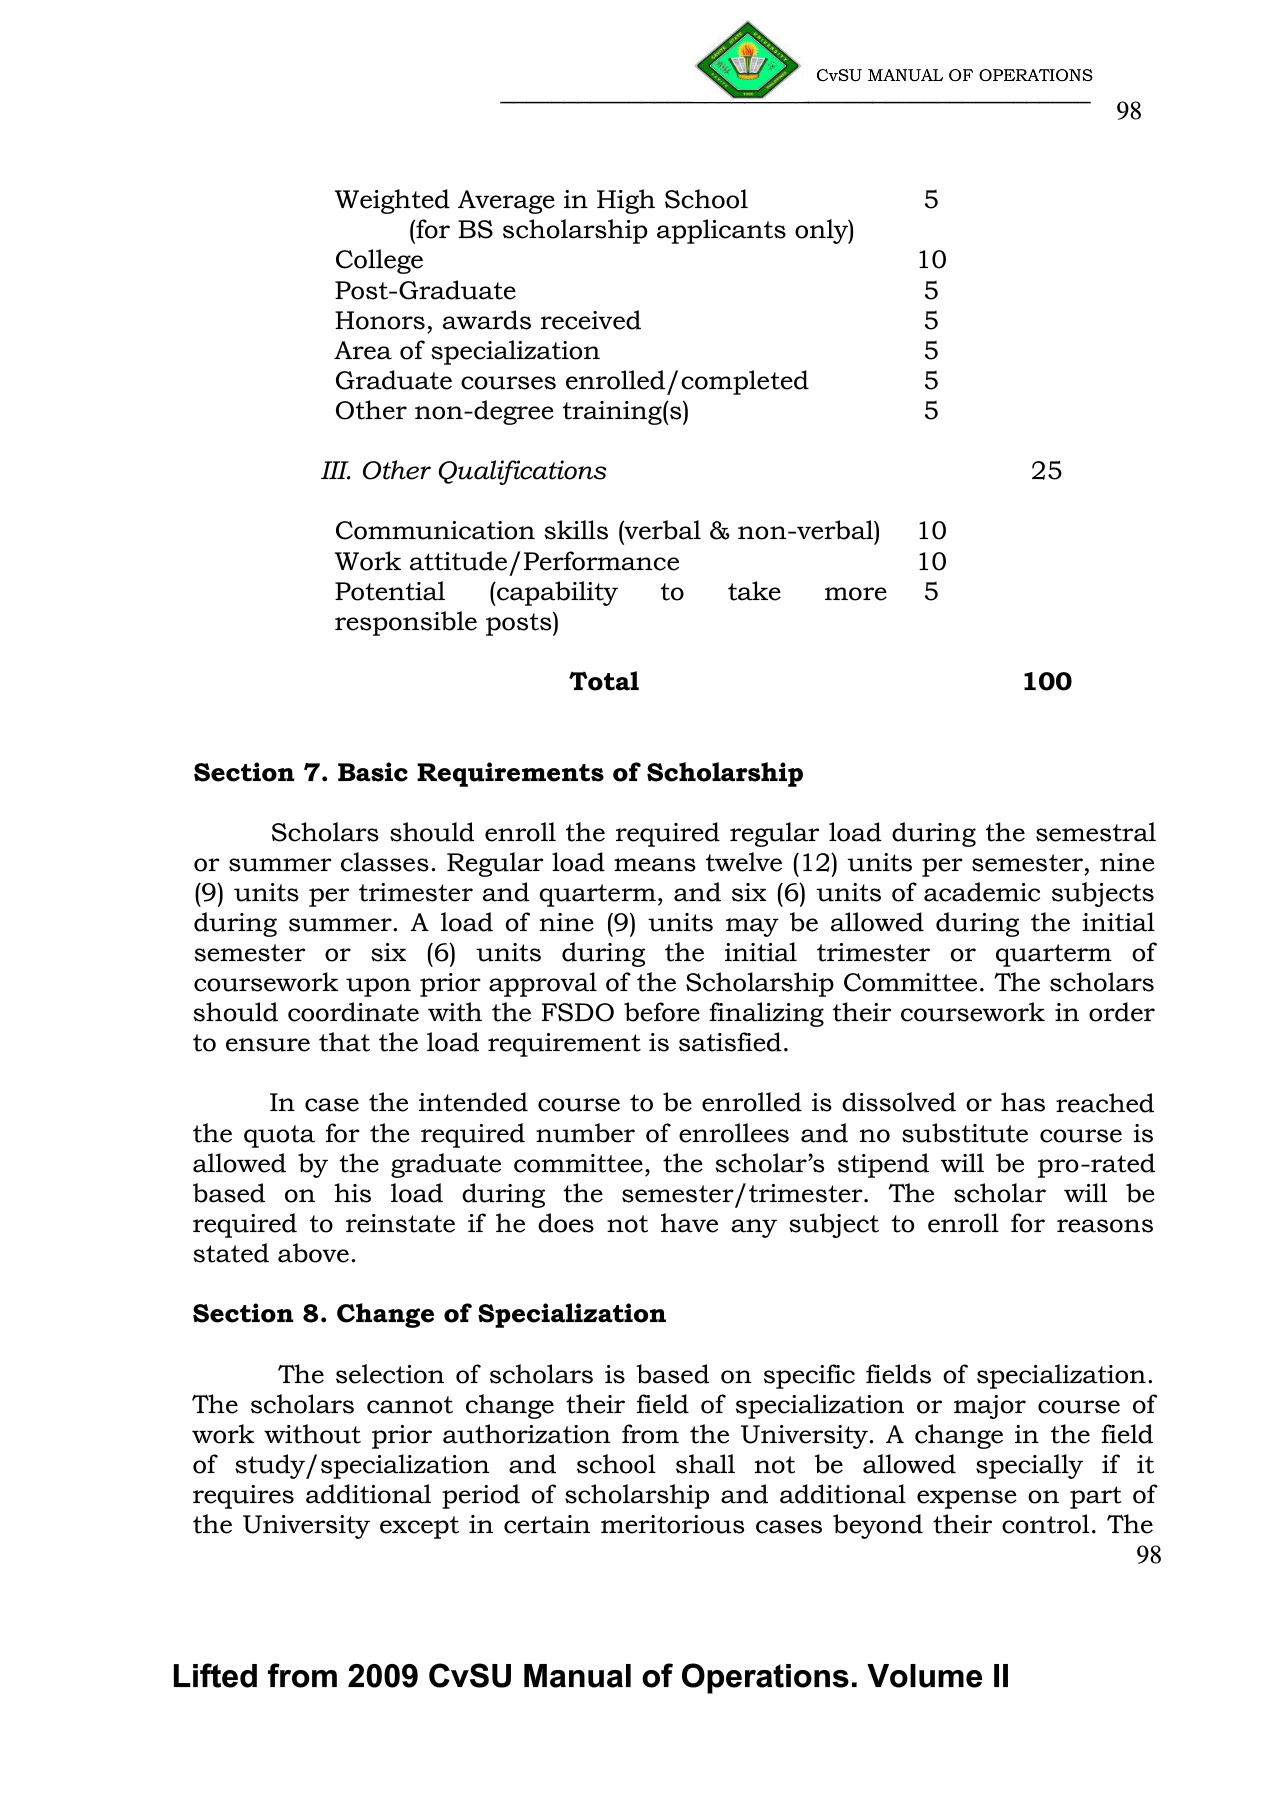 CvSU MANUAL OF OPERATIONS
98
Weighted Average in High School 5
(for BS scholarship applicants only)
College 10
Post-Graduate 5
Honors, awards received 5
Area of specialization 5
Graduate courses enrolled/completed 5
Other non-degree training(s) 5
III. Other Qualifications 25
Communication skills (verbal & non-verbal) 10
Work attitude/Performance 10
Potential (capability to take more 5
responsible posts)
Total 100
Section 7. Basic Requirements of Scholarship
Scholars should enroll the required regular load during the semestral
or summer classes. Regular load means twelve (12) units per semester, nine
(9) units per trimester and quarterm, and six (6) units of academic subjects
during summer. A load of nine (9) units may be allowed during the initial
semester or six (6) units during the initial trimester or quarterm of
coursework upon prior approval of the Scholarship Committee. The scholars
should coordinate with the FSDO before finalizing their coursework in order
to ensure that the load requirement is satisfied.
In case the intended course to be enrolled is dissolved or has reached
the quota for the required number of enrollees and no substitute course is
allowed by the graduate committee, the scholar’s stipend will be pro-rated
based on his load during the semester/trimester. The scholar will be
required to reinstate if he does not have any subject to enroll for reasons
stated above.
Section 8. Change of Specialization
The selection of scholars is based on specific fields of specialization.
The scholars cannot change their field of specialization or major course of
work without prior authorization from the University. A change in the field
of study/specialization and school shall not be allowed specially if it
requires additional period of scholarship and additional expense on part of
the University except in certain meritorious cases beyond their control. The
98
Lifted from 2009 CvSU Manual of Operations. Volume II